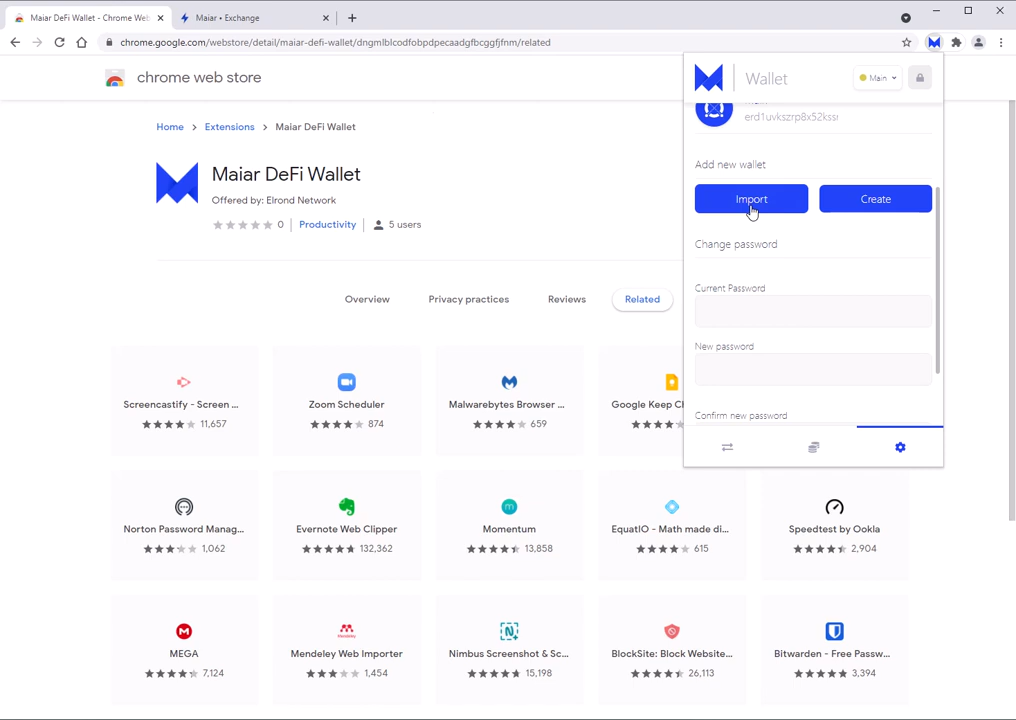 Maiar DeFi Wallet - Chrome Web
Maiar • Exchange
chrome.google.com/webstore/detail/maiar-defi-wallet/dngmlblcodfobpdpecaadgfbcggfjfnm/related
chrome web store
Home > Extensions > Maiar DeFi Wallet
Maiar DeFi Wallet
Offered by: Elrond Network
0 | Productivity | 5 users
Overview
Privacy practices
Reviews
Related
Screencastify - Screen ...
11,657
Zoom Scheduler
874
Malwarebytes Browser ...
659
Google Keep Ch
Norton Password Manag...
1,062
Evernote Web Clipper
132,362
Momentum
13,858
EquatIO - Math made di...
615
Speedtest by Ookla
2,904
MEGA
7,124
Mendeley Web Importer
1,454
Nimbus Screenshot & Sc...
15,198
BlockSite: Block Website...
26,113
Bitwarden - Free Passw...
3,394
Wallet
Main
erd1uvkszrp8x52kssr
Add new wallet
Import
Create
Change password
Current Password
New password
Confirm new password